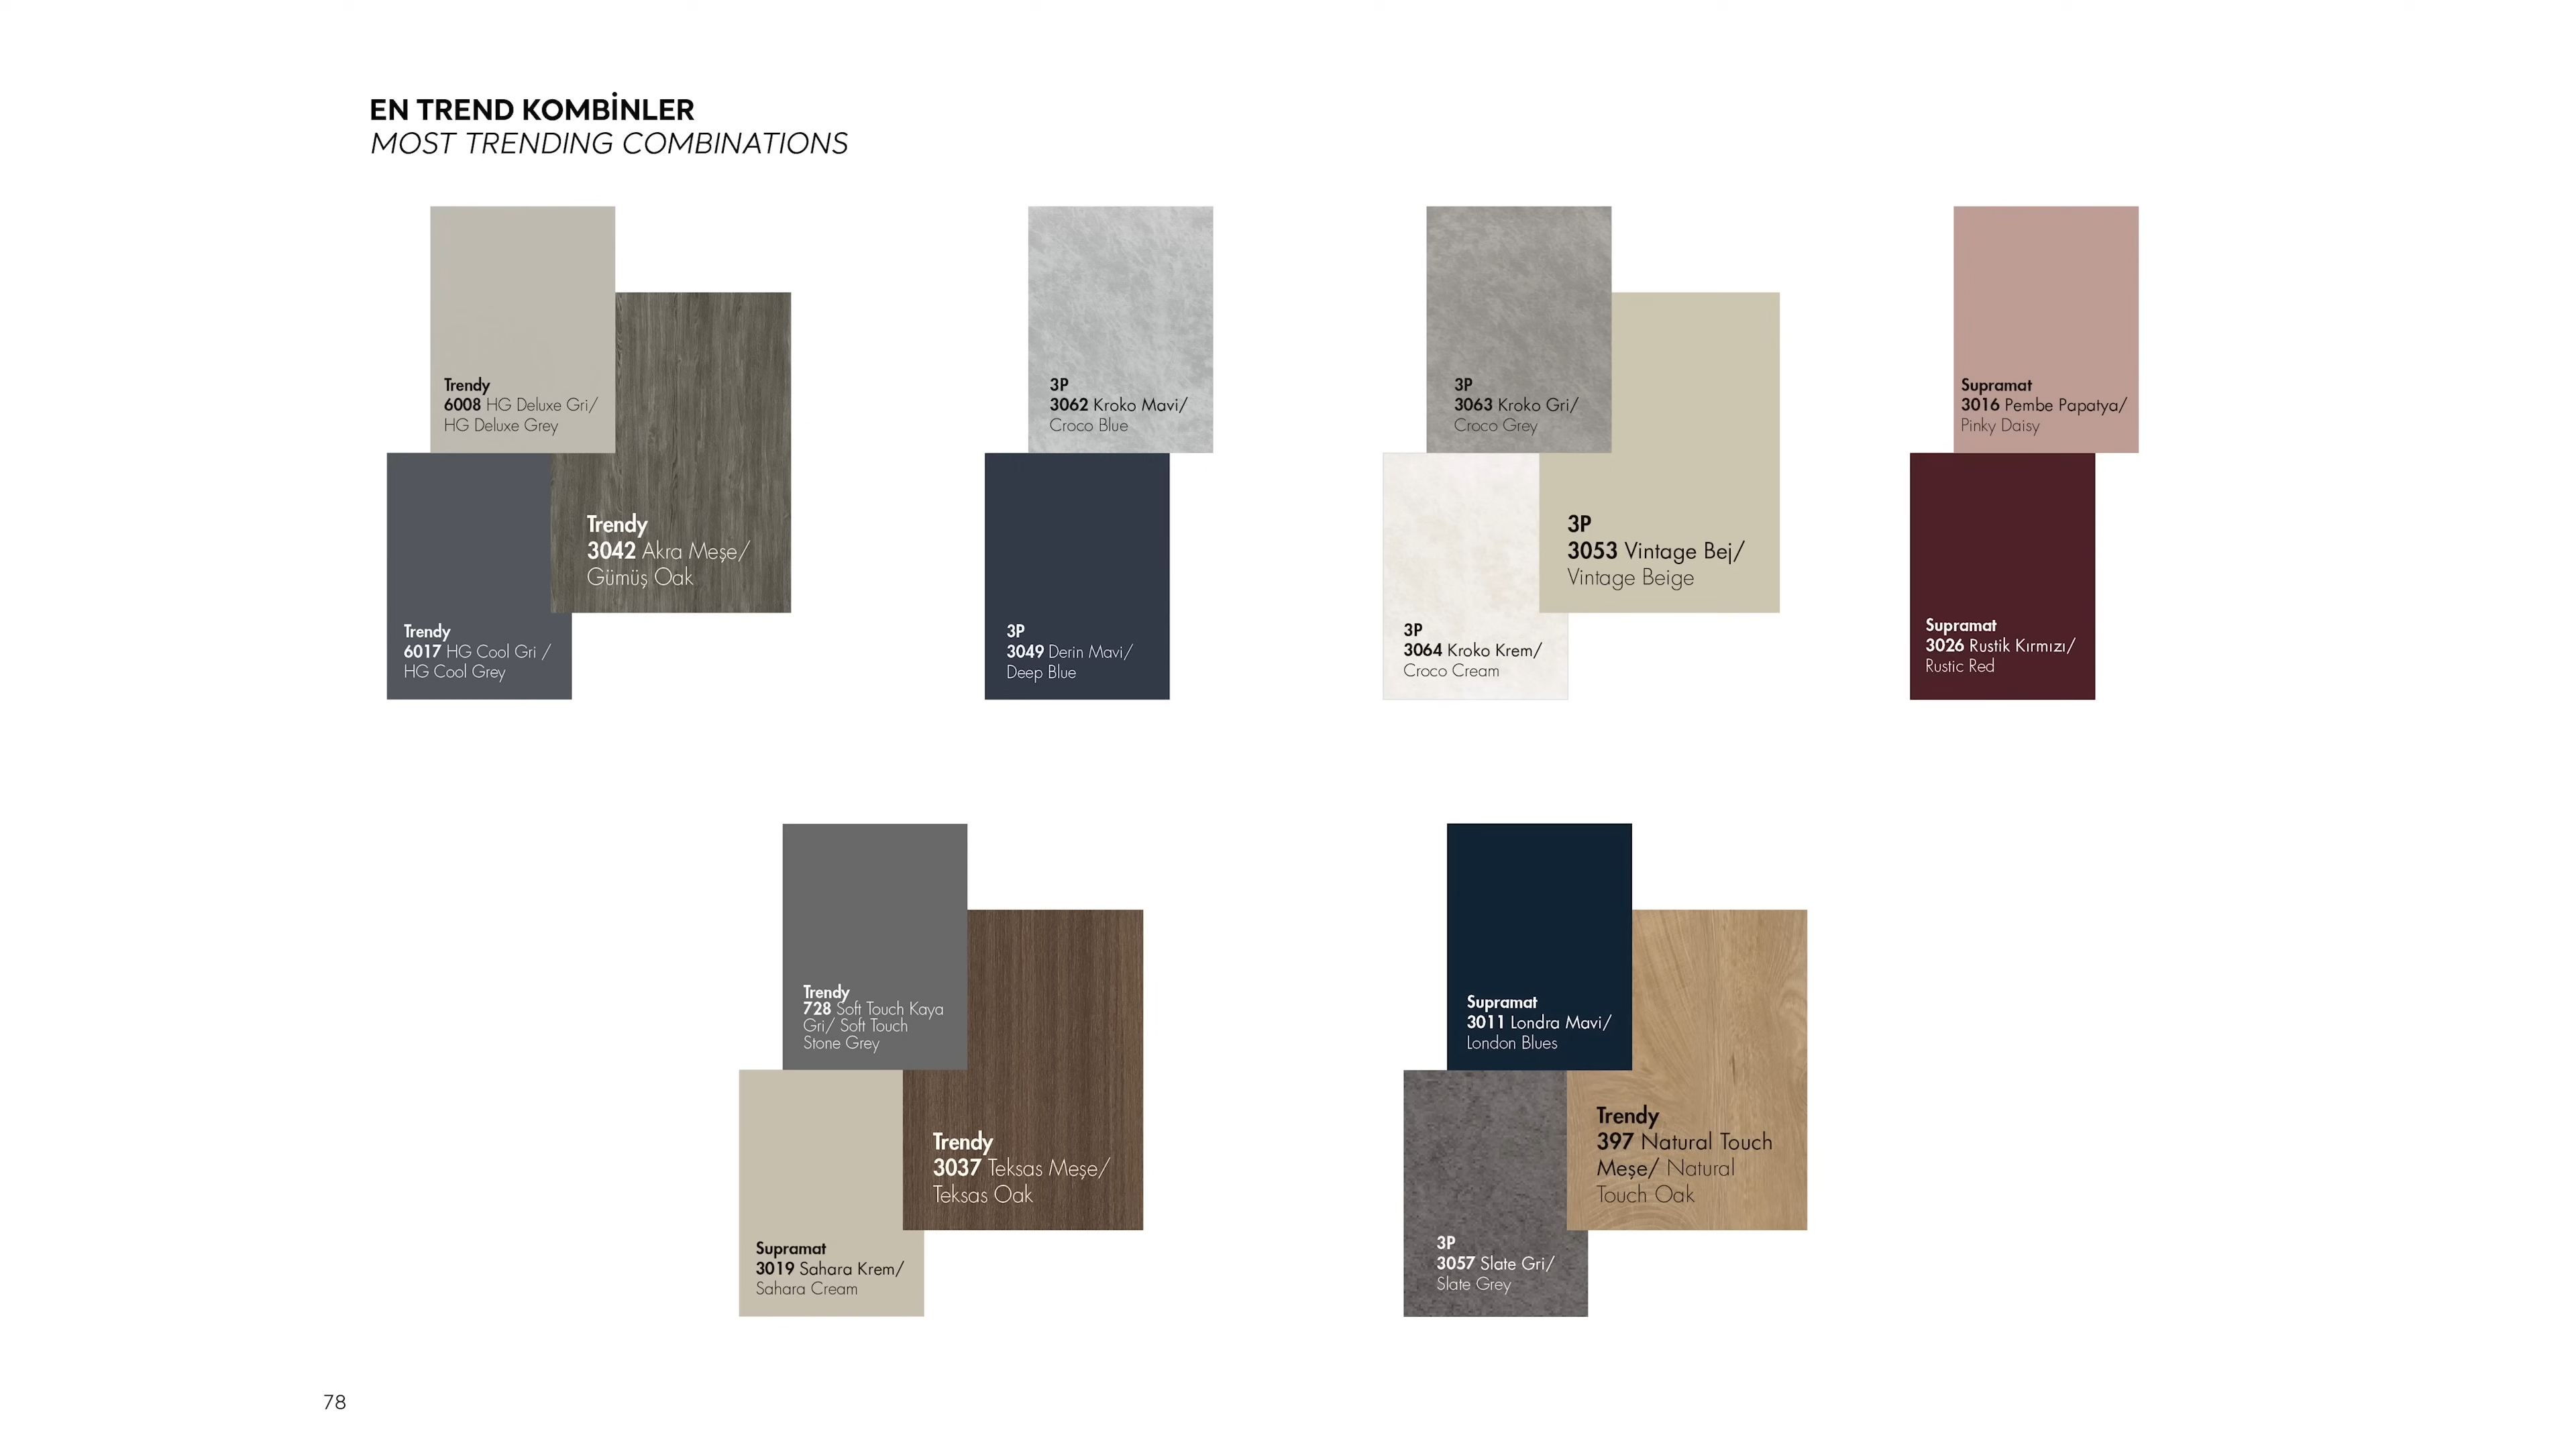 EN TREND KOMBİNLER
MOST TRENDING COMBINATIONS
Trendy
6008 HG Deluxe Gri/
HG Deluxe Grey
Trendy
3042 Akra Meşe/
Gümüş Oak
Trendy
6017 HG Cool Gri /
HG Cool Grey
3P
3062 Kroko Mavi/
Croco Blue
3P
3049 Derin Mavi/
Deep Blue
3P
3063 Kroko Gri/
Croco Grey
3P
3053 Vintage Bej/
Vintage Beige
3P
3064 Kroko Krem/
Croco Cream
Supramat
3016 Pembe Papatya/
Pinky Daisy
Supramat
3026 Rustik Kırmızı/
Rustic Red
Trendy
728 Soft Touch Kaya
Gri/ Soft Touch
Stone Grey
Trendy
3037 Teksas Meşe/
Teksas Oak
Supramat
3019 Sahara Krem/
Sahara Cream
Supramat
3011 Londra Mavi/
London Blues
Trendy
397 Natural Touch
Meşe/ Natural
Touch Oak
3P
3057 Slate Gri/
Slate Grey
78